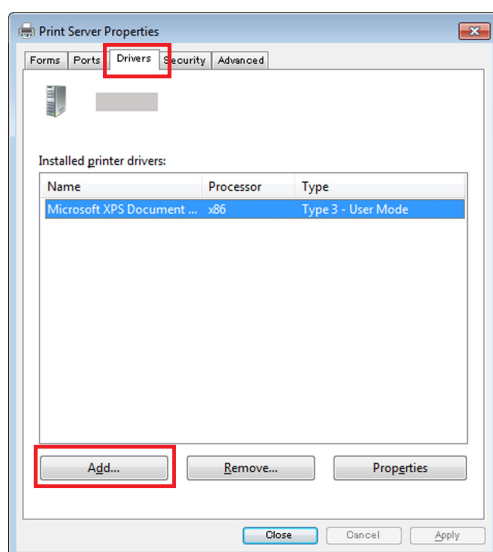 Print Server Properties
Forms Ports Drivers Security Advanced
Installed printer drivers:
Name Processor Type
Microsoft XPS Document ... x86 Type 3 - User Mode
Add... Remove... Properties
Close Cancel Apply